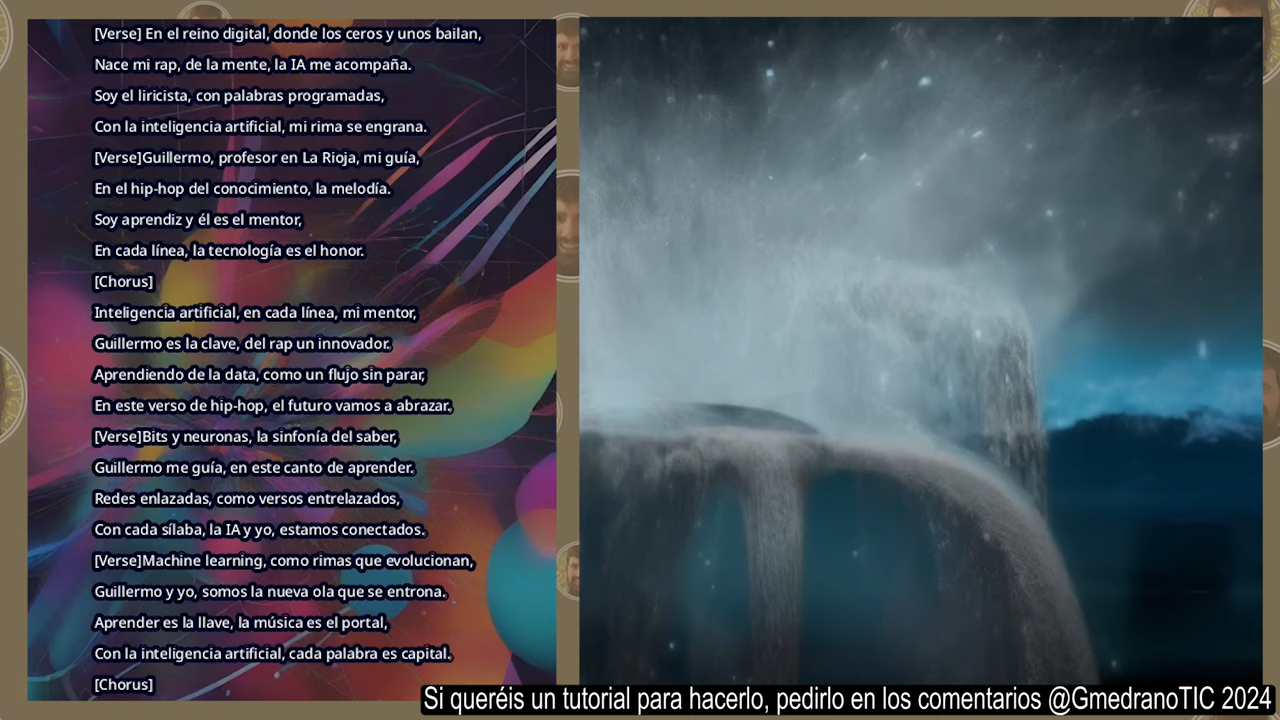 [Verse] En el reino digital, donde los ceros y unos bailan,
Nace mi rap, de la mente, la IA me acompaña.
Soy el liricista, con palabras programadas,
Con la inteligencia artificial, mi rima se engrana.
[Verse]Guillermo, profesor en La Rioja, mi guía,
En el hip-hop del conocimiento, la melodía.
Soy aprendiz y él es el mentor,
En cada línea, la tecnología es el honor.
[Chorus]
Inteligencia artificial, en cada línea, mi mentor,
Guillermo es la clave, del rap un innovador.
Aprendiendo de la data, como un flujo sin parar,
En este verso de hip-hop, el futuro vamos a abrazar.
[Verse]Bits y neuronas, la sinfonía del saber,
Guillermo me guía, en este canto de aprender.
Redes enlazadas, como versos entrelazados,
Con cada sílaba, la IA y yo, estamos conectados.
[Verse]Machine learning, como rimas que evolucionan,
Guillermo y yo, somos la nueva ola que se entrona.
Aprender es la llave, la música es el portal,
Con la inteligencia artificial, cada palabra es capital.
[Chorus]
Si queréis un tutorial para hacerlo, pedirlo en los comentarios @GmedranoTIC 2024